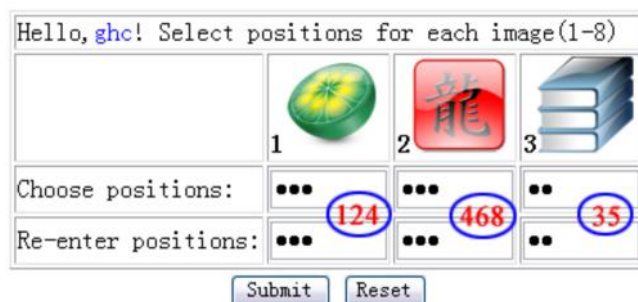 Hello, ghc! Select positions for each image(1-8)
1 2 龍 3
Choose positions: ••• ••• ••
124 468 35
Re-enter positions: ••• ••• ••
Submit Reset